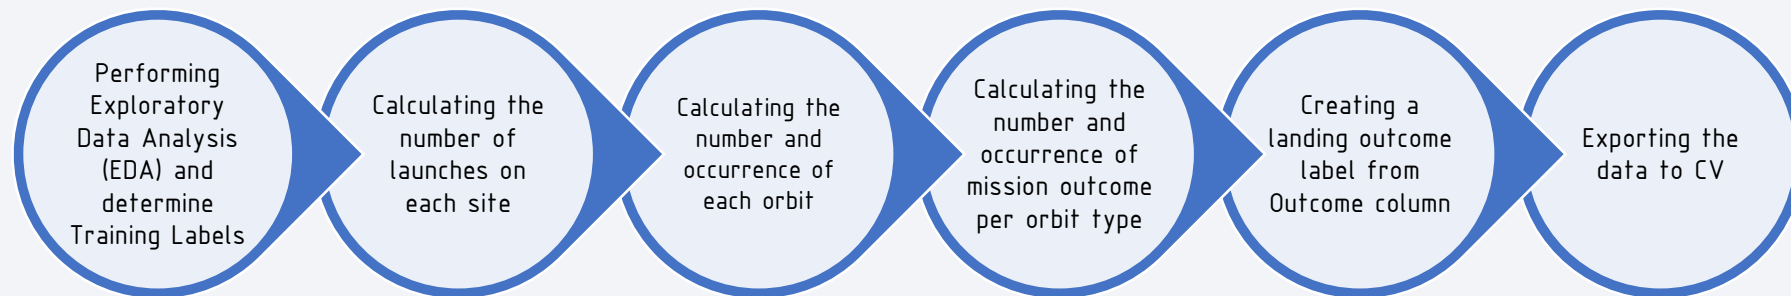 Performing
Exploratory
Data Analysis
(EDA) and
determine
Training Labels
Calculating the
number of
launches on
each site
Calculating the
number and
occurrence of
each orbit
Calculating the
number and
occurrence of
mission outcome
per orbit type
Creating a
landing outcome
label from
Outcome column
Exporting the
data to CV